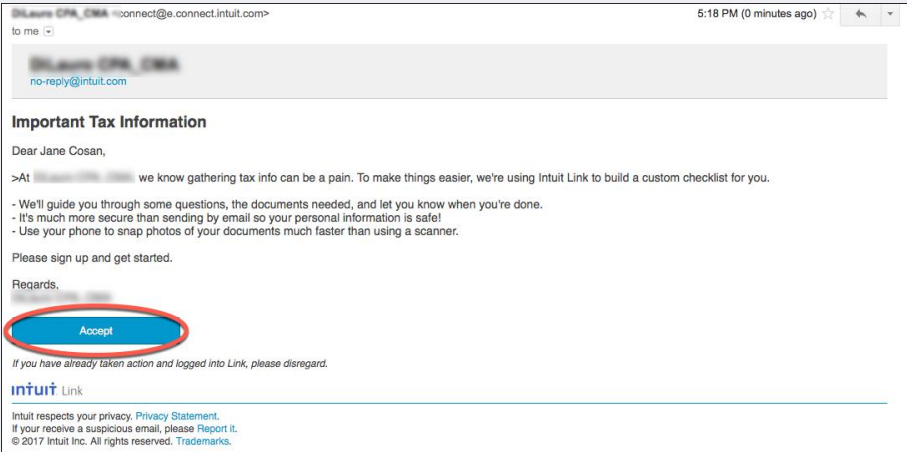 connect@e.connect.intuit.com> 5:18 PM (0 minutes ago)
to me
no-reply@intuit.com
Important Tax Information
Dear Jane Cosan,
>At we know gathering tax info can be a pain. To make things easier, we're using Intuit Link to build a custom checklist for you.
- We'll guide you through some questions, the documents needed, and let you know when you're done.
- It's much more secure than sending by email so your personal information is safe!
- Use your phone to snap photos of your documents much faster than using a scanner.
Please sign up and get started.
Regards,
Accept
If you have already taken action and logged into Link, please disregard.
INTUIT Link
Intuit respects your privacy. Privacy Statement.
If your receive a suspicious email, please Report it.
© 2017 Intuit Inc. All rights reserved. Trademarks.